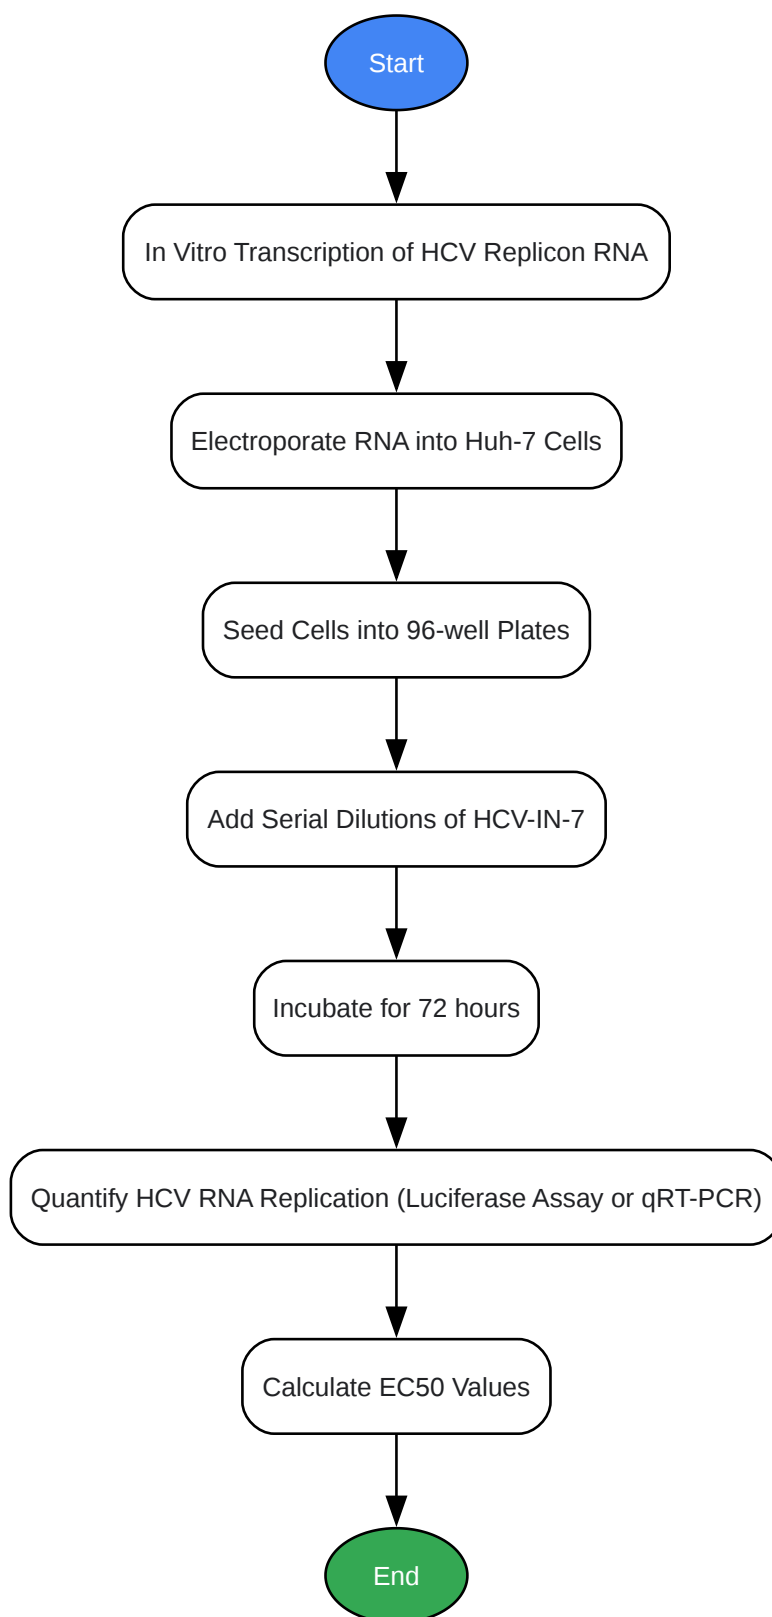 Start
In Vitro Transcription of HCV Replicon RNA
Electroporate RNA into Huh-7 Cells
Seed Cells into 96-well Plates
Add Serial Dilutions of HCV-IN-7
Incubate for 72 hours
Quantify HCV RNA Replication (Luciferase Assay or qRT-PCR)
Calculate EC50 Values
End